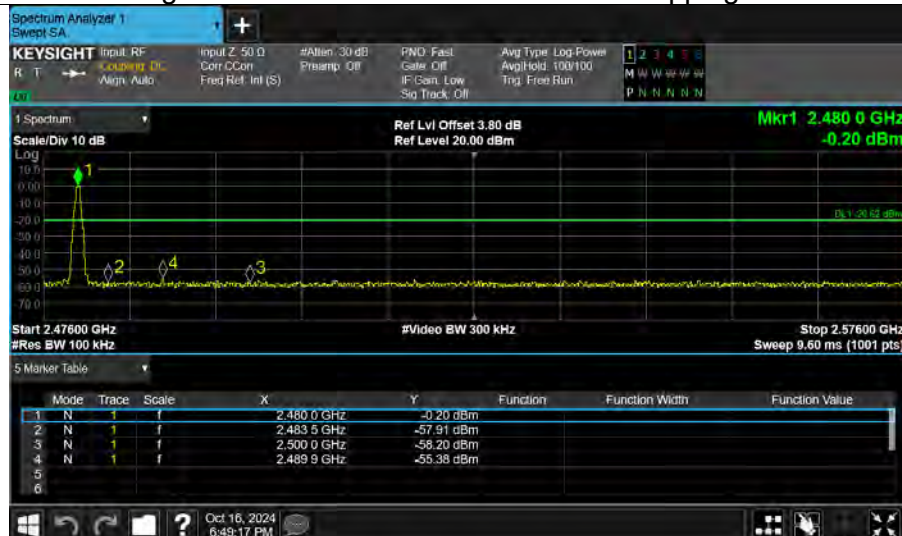 Spectrum Analyzer 1
Swept SA
+
KEYSIGHT Input: RF
R T Coupling: DC
Align: Auto
Input Z: 50 Ω
Corr CCorr
Freq Ref: Int (S)
#Atten: 30 dB
Preamp: Off
PNO: Fast
Gate: Off
IF Gain: Low
Sig Track: Off
Avg Type: Log-Power
Avg|Hold: 100/100
Trig: Free Run
1 2 3 4 5 6
M W W W W W
P N N N N N
1 Spectrum
Scale/Div 10 dB
Ref Lvl Offset 3.80 dB
Ref Level 20.00 dBm
Mkr1 2.480 0 GHz
-0.20 dBm
Log
10.0
0.00
-10.0
-20.0
-30.0
-40.0
-50.0
-60.0
-70.0
1
2
4
3
DL1 -20.62 dBm
Start 2.47600 GHz
#Res BW 100 kHz
#Video BW 300 kHz
Stop 2.57600 GHz
Sweep 9.60 ms (1001 pts)
5 Marker Table
Mode Trace Scale X Y Function Function Width Function Value
1 N 1 f 2.480 0 GHz -0.20 dBm
2 N 1 f 2.483 5 GHz -57.91 dBm
3 N 1 f 2.500 0 GHz -58.20 dBm
4 N 1 f 2.489 9 GHz -55.38 dBm
5
6
?
Oct 16, 2024
6:49:17 PM